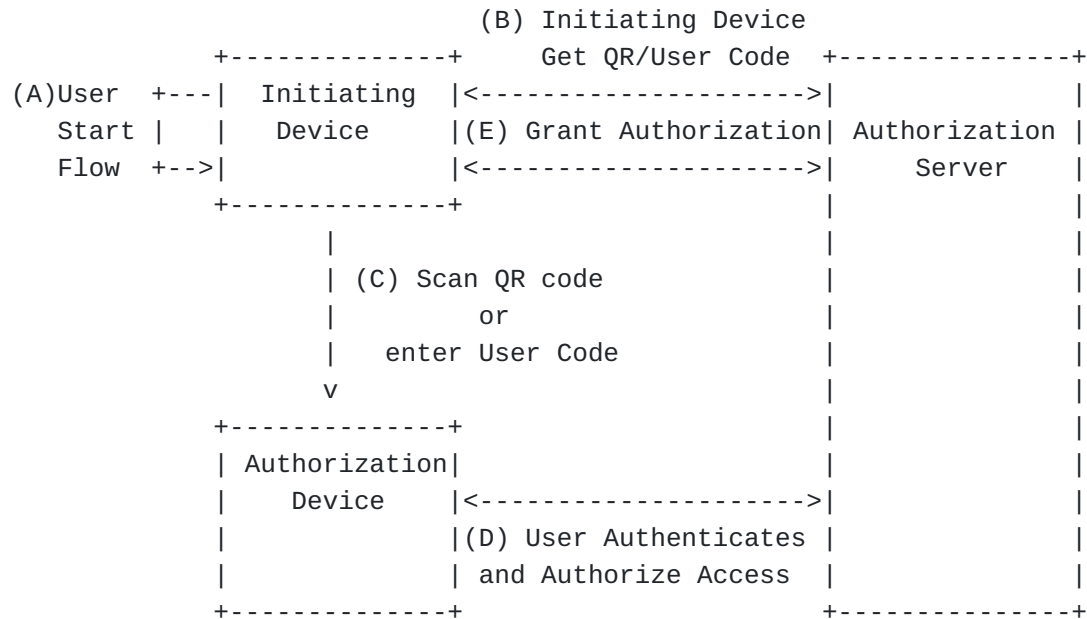 (B) Initiating Device
Get QR/User Code
(A)User Initiating
Start Device (E) Grant Authorization Authorization
Flow Server
(C) Scan QR code
or
enter User Code
Authorization
Device
(D) User Authenticates
and Authorize Access